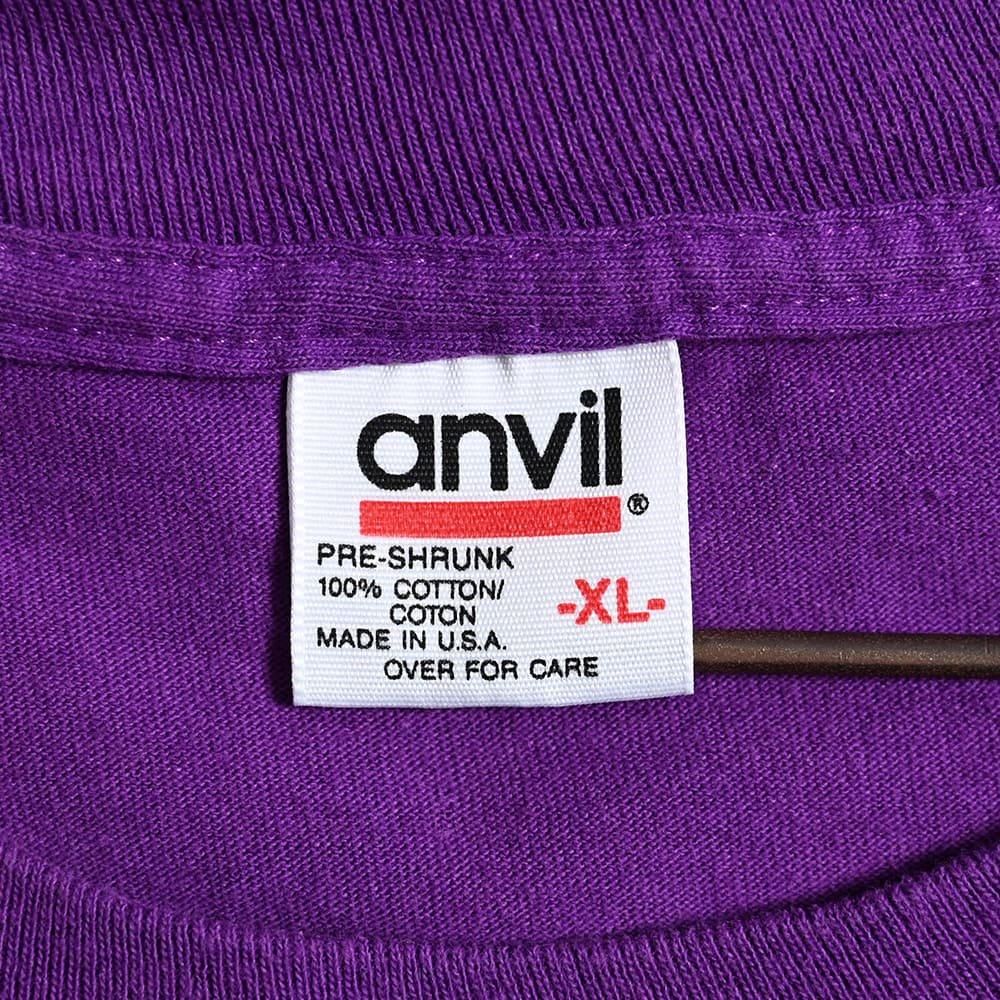 anvil®
PRE-SHRUNK
100% COTTON/
COTON
-XL-
MADE IN U.S.A.
OVER FOR CARE